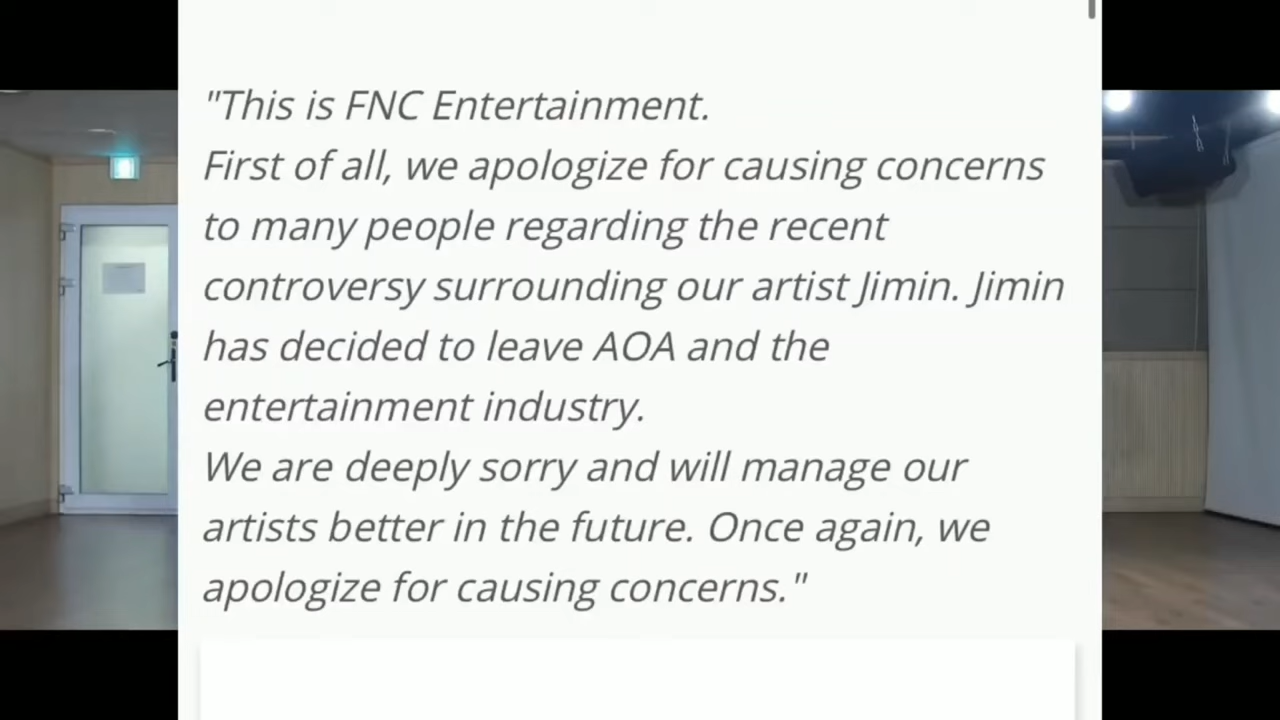 "This is FNC Entertainment.
First of all, we apologize for causing concerns
to many people regarding the recent
controversy surrounding our artist Jimin. Jimin
has decided to leave AOA and the
entertainment industry.
We are deeply sorry and will manage our
artists better in the future. Once again, we
apologize for causing concerns."